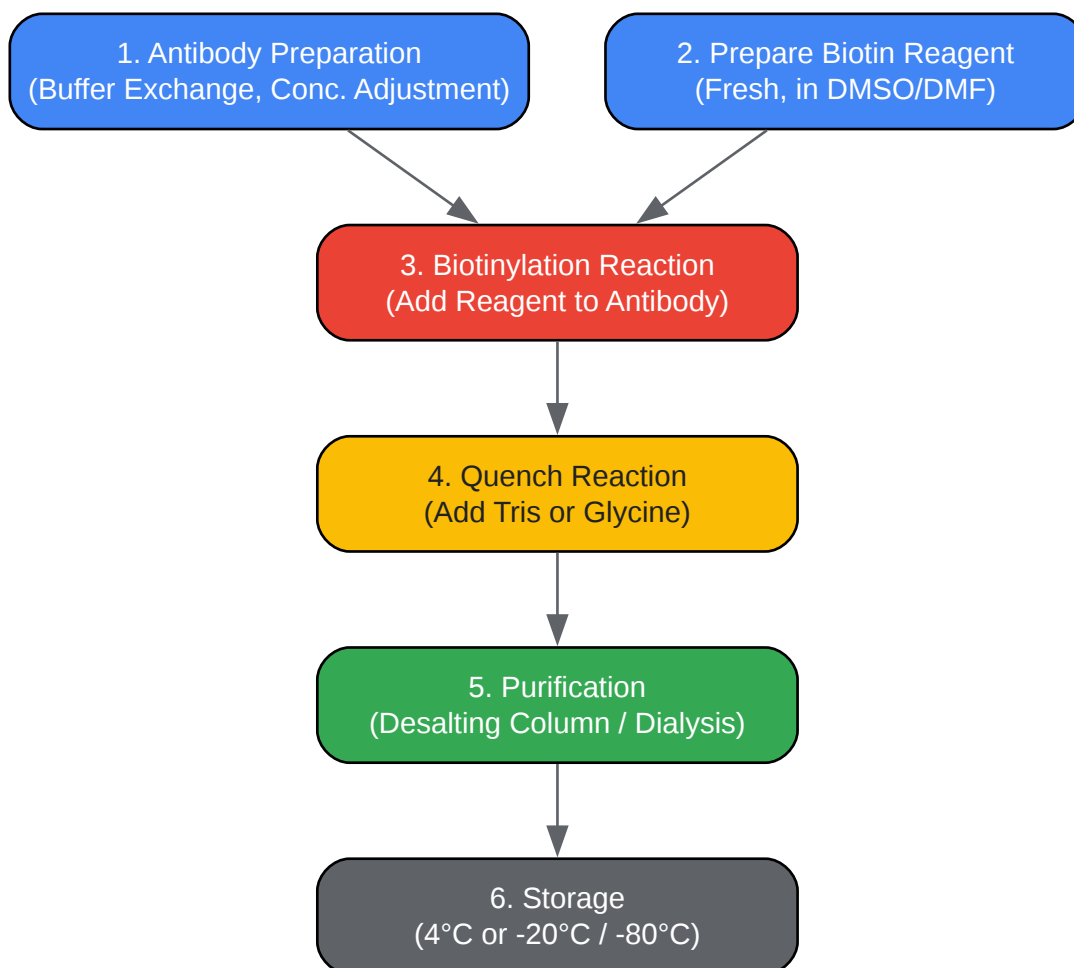 1. Antibody Preparation
(Buffer Exchange, Conc. Adjustment)
2. Prepare Biotin Reagent
(Fresh, in DMSO/DMF)
3. Biotinylation Reaction
(Add Reagent to Antibody)
4. Quench Reaction
(Add Tris or Glycine)
5. Purification
(Desalting Column / Dialysis)
6. Storage
(4°C or -20°C / -80°C)